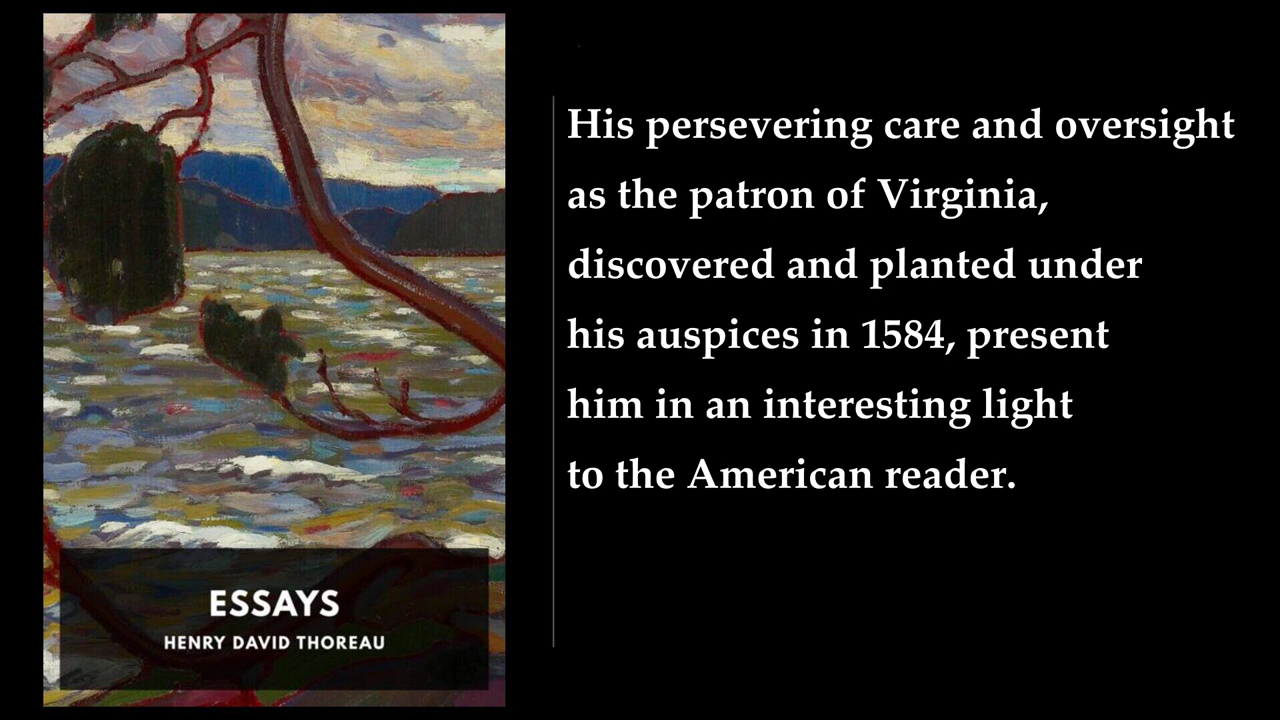 ESSAYS
HENRY DAVID THOREAU
His persevering care and oversight
as the patron of Virginia,
discovered and planted under
his auspices in 1584, present
him in an interesting light
to the American reader.